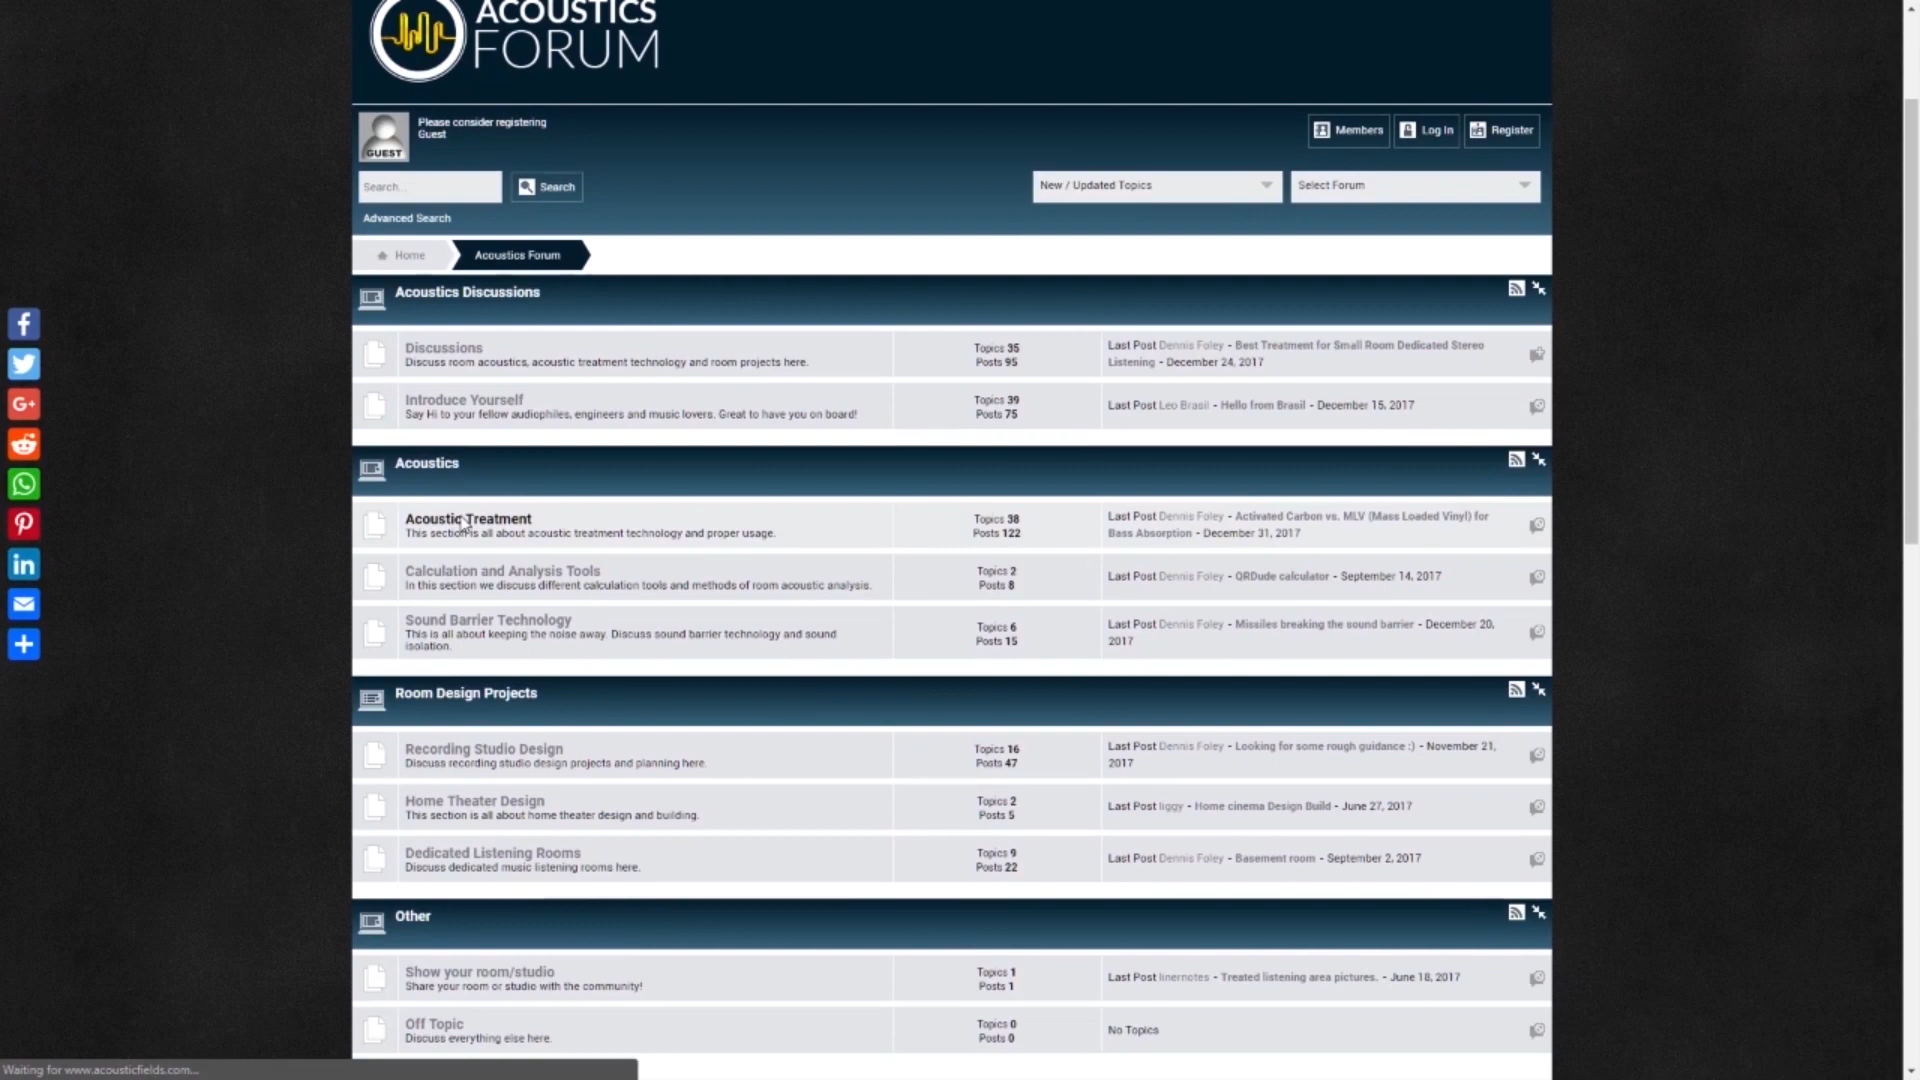 ACOUSTICS
FORUM
Please consider registering
Guest
GUEST
Members
Log In
Register
Search...
Search
New / Updated Topics
Select Forum
Advanced Search
Home
Acoustics Forum
Acoustics Discussions
Discussions
Discuss room acoustics, acoustic treatment technology and room projects here.
Topics 35
Posts 95
Last Post Dennis Foley - Best Treatment for Small Room Dedicated Stereo
Listening - December 24, 2017
Introduce Yourself
Say Hi to your fellow audiophiles, engineers and music lovers. Great to have you on board!
Topics 39
Posts 75
Last Post Leo Brasil - Hello from Brasil - December 15, 2017
Acoustics
Acoustic Treatment
This section is all about acoustic treatment technology and proper usage.
Topics 38
Posts 122
Last Post Dennis Foley - Activated Carbon vs. MLV (Mass Loaded Vinyl) for
Bass Absorption - December 31, 2017
Calculation and Analysis Tools
In this section we discuss different calculation tools and methods of room acoustic analysis.
Topics 2
Posts 8
Last Post Dennis Foley - QRDude calculator - September 14, 2017
Sound Barrier Technology
This is all about keeping the noise away. Discuss sound barrier technology and sound
isolation.
Topics 6
Posts 15
Last Post Dennis Foley - Missiles breaking the sound barrier - December 20,
2017
Room Design Projects
Recording Studio Design
Discuss recording studio design projects and planning here.
Topics 16
Posts 47
Last Post Dennis Foley - Looking for some rough guidance :) - November 21,
2017
Home Theater Design
This section is all about home theater design and building.
Topics 2
Posts 5
Last Post liggy - Home cinema Design Build - June 27, 2017
Dedicated Listening Rooms
Discuss dedicated music listening rooms here.
Topics 9
Posts 22
Last Post Dennis Foley - Basement room - September 2, 2017
Other
Show your room/studio
Share your room or studio with the community!
Topics 1
Posts 1
Last Post linernotes - Treated listening area pictures. - June 18, 2017
Off Topic
Discuss everything else here.
Topics 0
Posts 0
No Topics
Waiting for www.acousticfields.com...